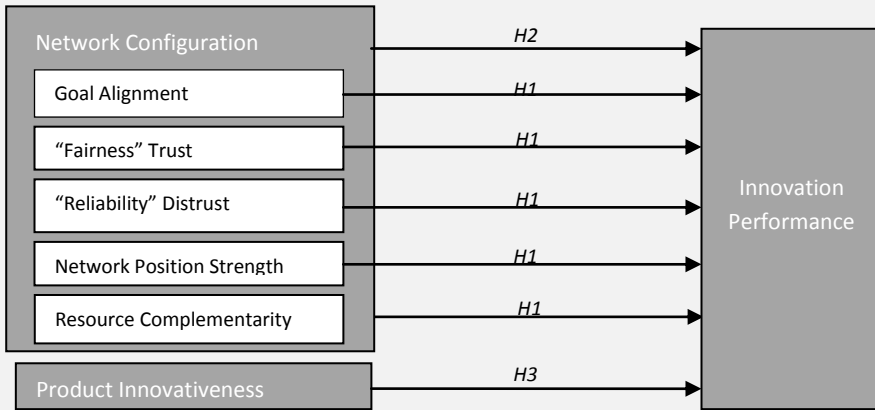 Network Configuration
H2
Goal Alignment
H1
“Fairness” Trust
H1
“Reliability” Distrust
H1
Network Position Strength
H1
Resource Complementarity
H1
Product Innovativeness
H3
Innovation
Performance